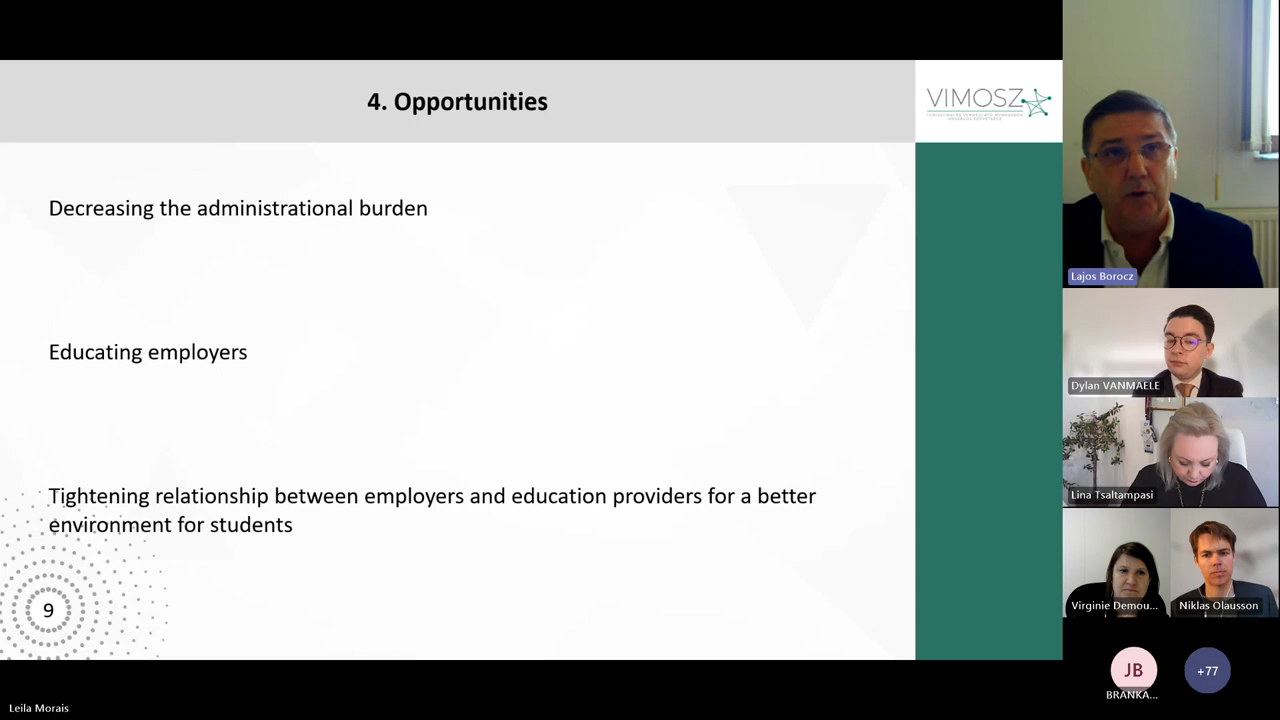 4. Opportunities
VIMOSZ
Decreasing the administrational burden
Educating employers
Tightening relationship between employers and education providers for a better
environment for students
9
Lajos Borocz
Dylan VANMAELE
Lina Tsaltampasi
Virginie Demou...
Niklas Olausson
JB
+77
BRANKA...
Leila Morais